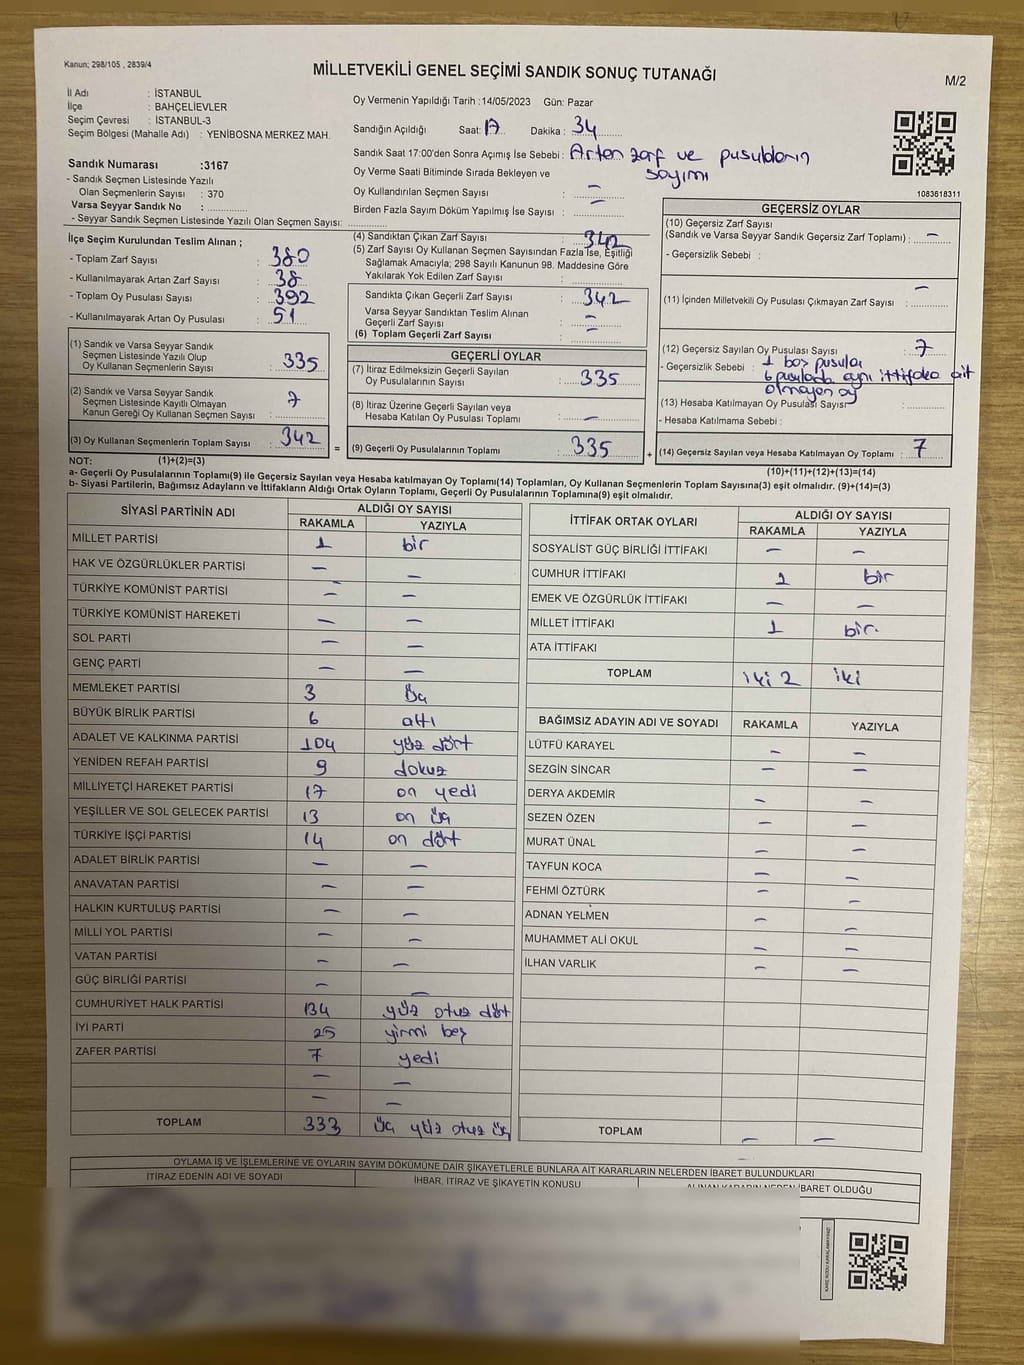 Kanun; 298/105 , 2839/4
MİLLETVEKİLİ GENEL SEÇİMİ SANDIK SONUÇ TUTANAĞI
M/2
İl Adı : İSTANBUL
İlçe : BAHÇELİEVLER
Seçim Çevresi : İSTANBUL-3
Seçim Bölgesi (Mahalle Adı) : YENİBOSNA MERKEZ MAH.
Sandık Numarası :3167
- Sandık Seçmen Listesinde Yazılı
Olan Seçmenlerin Sayısı : 370
Varsa Seyyar Sandık No :
- Seyyar Sandık Seçmen Listesinde Yazılı Olan Seçmen Sayısı:
Oy Vermenin Yapıldığı Tarih :14/05/2023 Gün: Pazar
Sandığın Açıldığı Saat: 17 Dakika : 34
Sandık Saat 17:00'den Sonra Açımış İse Sebebi : Artan zarf ve pusulaların
sayımı
Oy Verme Saati Bitiminde Sırada Bekleyen ve
Oy Kullandırılan Seçmen Sayısı : —
Birden Fazla Sayım Döküm Yapılmış İse Sayısı : —
1083618311
İlçe Seçim Kurulundan Teslim Alınan ;
- Toplam Zarf Sayısı : 380
- Kullanılmayarak Artan Zarf Sayısı : 38
- Toplam Oy Pusulası Sayısı : 392
- Kullanılmayarak Artan Oy Pusulası : 51
(1) Sandık ve Varsa Seyyar Sandık
Seçmen Listesinde Yazılı Olup
Oy Kullanan Seçmenlerin Sayısı : 335
(2) Sandık ve Varsa Seyyar Sandık
Seçmen Listesinde Kayıtlı Olmayan
Kanun Gereği Oy Kullanan Seçmen Sayısı : 7
(3) Oy Kullanan Seçmenlerin Toplam Sayısı : 342
(4) Sandıktan Çıkan Zarf Sayısı : 342
(5) Zarf Sayısı Oy Kullanan Seçmen Sayısından Fazla İse, Eşitliği
Sağlamak Amacıyla; 298 Sayılı Kanunun 98. Maddesine Göre
Yakılarak Yok Edilen Zarf Sayısı :
Sandıkta Çıkan Geçerli Zarf Sayısı : 342
Varsa Seyyar Sandıktan Teslim Alınan
Geçerli Zarf Sayısı : —
(6) Toplam Geçerli Zarf Sayısı : —
GEÇERLİ OYLAR
(7) İtiraz Edilmeksizin Geçerli Sayılan
Oy Pusulalarının Sayısı : 335
(8) İtiraz Üzerine Geçerli Sayılan veya
Hesaba Katılan Oy Pusulaları Toplamı : —
= (9) Geçerli Oy Pusulalarının Toplamı : 335
GEÇERSİZ OYLAR
(10) Geçersiz Zarf Sayısı
(Sandık ve Varsa Seyyar Sandık Geçersiz Zarf Toplamı) : —
- Geçersizlik Sebebi :
(11) İçinden Milletvekili Oy Pusulası Çıkmayan Zarf Sayısı : —
(12) Geçersiz Sayılan Oy Pusulası Sayısı : 7
- Geçersizlik Sebebi : 1 boş pusula
6 pusulada aynı ittifaka ait
olmayan oy
(13) Hesaba Katılmayan Oy Pusulası Sayısı :
- Hesaba Katılmama Sebebi :
+ (14) Geçersiz Sayılan veya Hesaba Katılmayan Oy Toplamı : 7
NOT: (1)+(2)=(3)
(10)+(11)+(12)+(13)=(14)
a- Geçerli Oy Pusulalarının Toplamı(9) ile Geçersiz Sayılan veya Hesaba katılmayan Oy Toplamı(14) Toplamları, Oy Kullanan Seçmenlerin Toplam Sayısına(3) eşit olmalıdır. (9)+(14)=(3)
b- Siyasi Partilerin, Bağımsız Adayların ve İttifakların Aldığı Ortak Oyların Toplamı, Geçerli Oy Pusulalarının Toplamına(9) eşit olmalıdır.
SİYASİ PARTİNİN ADI ALDIĞI OY SAYISI
RAKAMLA YAZIYLA
MİLLET PARTİSİ 1 bir
HAK VE ÖZGÜRLÜKLER PARTİSİ — —
TÜRKİYE KOMÜNİST PARTİSİ — —
TÜRKİYE KOMÜNİST HAREKETİ — —
SOL PARTİ — —
GENÇ PARTİ — —
MEMLEKET PARTİSİ 3 üç
BÜYÜK BİRLİK PARTİSİ 6 altı
ADALET VE KALKINMA PARTİSİ 104 yüz dört
YENİDEN REFAH PARTİSİ 9 dokuz
MİLLİYETÇİ HAREKET PARTİSİ 17 on yedi
YEŞİLLER VE SOL GELECEK PARTİSİ 13 on üç
TÜRKİYE İŞÇİ PARTİSİ 14 on dört
ADALET BİRLİK PARTİSİ — —
ANAVATAN PARTİSİ — —
HALKIN KURTULUŞ PARTİSİ — —
MİLLİ YOL PARTİSİ — —
VATAN PARTİSİ — —
GÜÇ BİRLİĞİ PARTİSİ — —
CUMHURİYET HALK PARTİSİ 134 yüz otuz dört
İYİ PARTİ 25 yirmi beş
ZAFER PARTİSİ 7 yedi
— —
— —
TOPLAM 333 üç yüz otuz üç
İTTİFAK ORTAK OYLARI ALDIĞI OY SAYISI
RAKAMLA YAZIYLA
SOSYALİST GÜÇ BİRLİĞİ İTTİFAKI — —
CUMHUR İTTİFAKI 1 bir
EMEK VE ÖZGÜRLÜK İTTİFAKI — —
MİLLET İTTİFAKI 1 bir.
ATA İTTİFAKI
TOPLAM iki 2 iki
BAĞIMSIZ ADAYIN ADI VE SOYADI RAKAMLA YAZIYLA
LÜTFÜ KARAYEL — —
SEZGİN SİNCAR — —
DERYA AKDEMİR — —
SEZEN ÖZEN — —
MURAT ÜNAL — —
TAYFUN KOCA — —
FEHMİ ÖZTÜRK — —
ADNAN YELMEN — —
MUHAMMET ALİ OKUL — —
İLHAN VARLIK — —
TOPLAM — —
OYLAMA İŞ VE İŞLEMLERİNE VE OYLARIN SAYIM DÖKÜMÜNE DAİR ŞİKAYETLERLE BUNLARA AİT KARARLARIN NELERDEN İBARET BULUNDUKLARI
İTİRAZ EDENİN ADI VE SOYADI İHBAR, İTİRAZ VE ŞİKAYETİN KONUSU ALINAN KARARIN NEDEN İBARET OLDUĞU